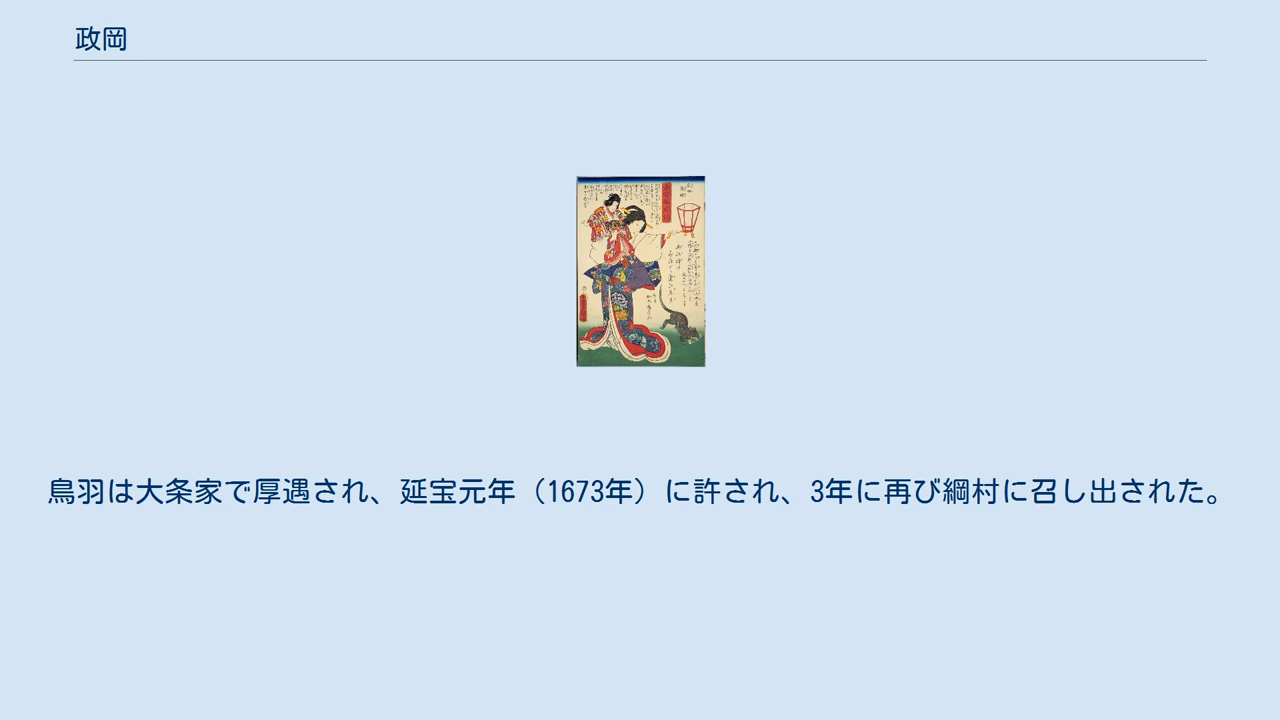 政岡
鳥羽は大条家で厚遇され、延宝元年（1673年）に許され、3年に再び綱村に召し出された。